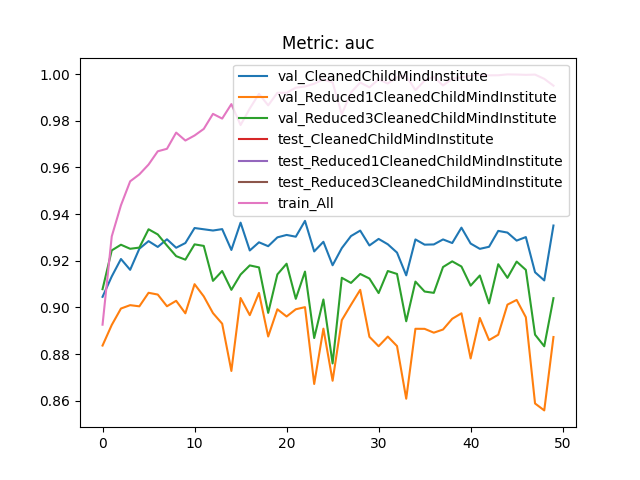 Metric: auc
1.00
0.98
0.96
0.94
0.92
0.90
0.88
0.86
0
10
20
30
40
50
val_CleanedChildMindInstitute
val_Reduced1CleanedChildMindInstitute
val_Reduced3CleanedChildMindInstitute
test_CleanedChildMindInstitute
test_Reduced1CleanedChildMindInstitute
test_Reduced3CleanedChildMindInstitute
train_All